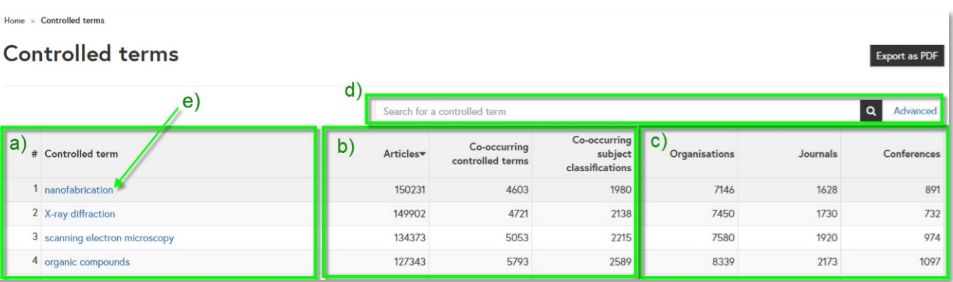 Home > Controlled terms
Controlled terms
Export as PDF
e)
d)
Search for a controlled term
Advanced
a)
b)
c)
# Controlled term Articles▾ Co-occurring controlled terms Co-occurring subject classifications Organisations Journals Conferences
1 nanofabrication 150231 4603 1980 7146 1628 891
2 X-ray diffraction 149902 4721 2138 7450 1730 732
3 scanning electron microscopy 134373 5053 2215 7580 1920 974
4 organic compounds 127343 5793 2589 8339 2173 1097